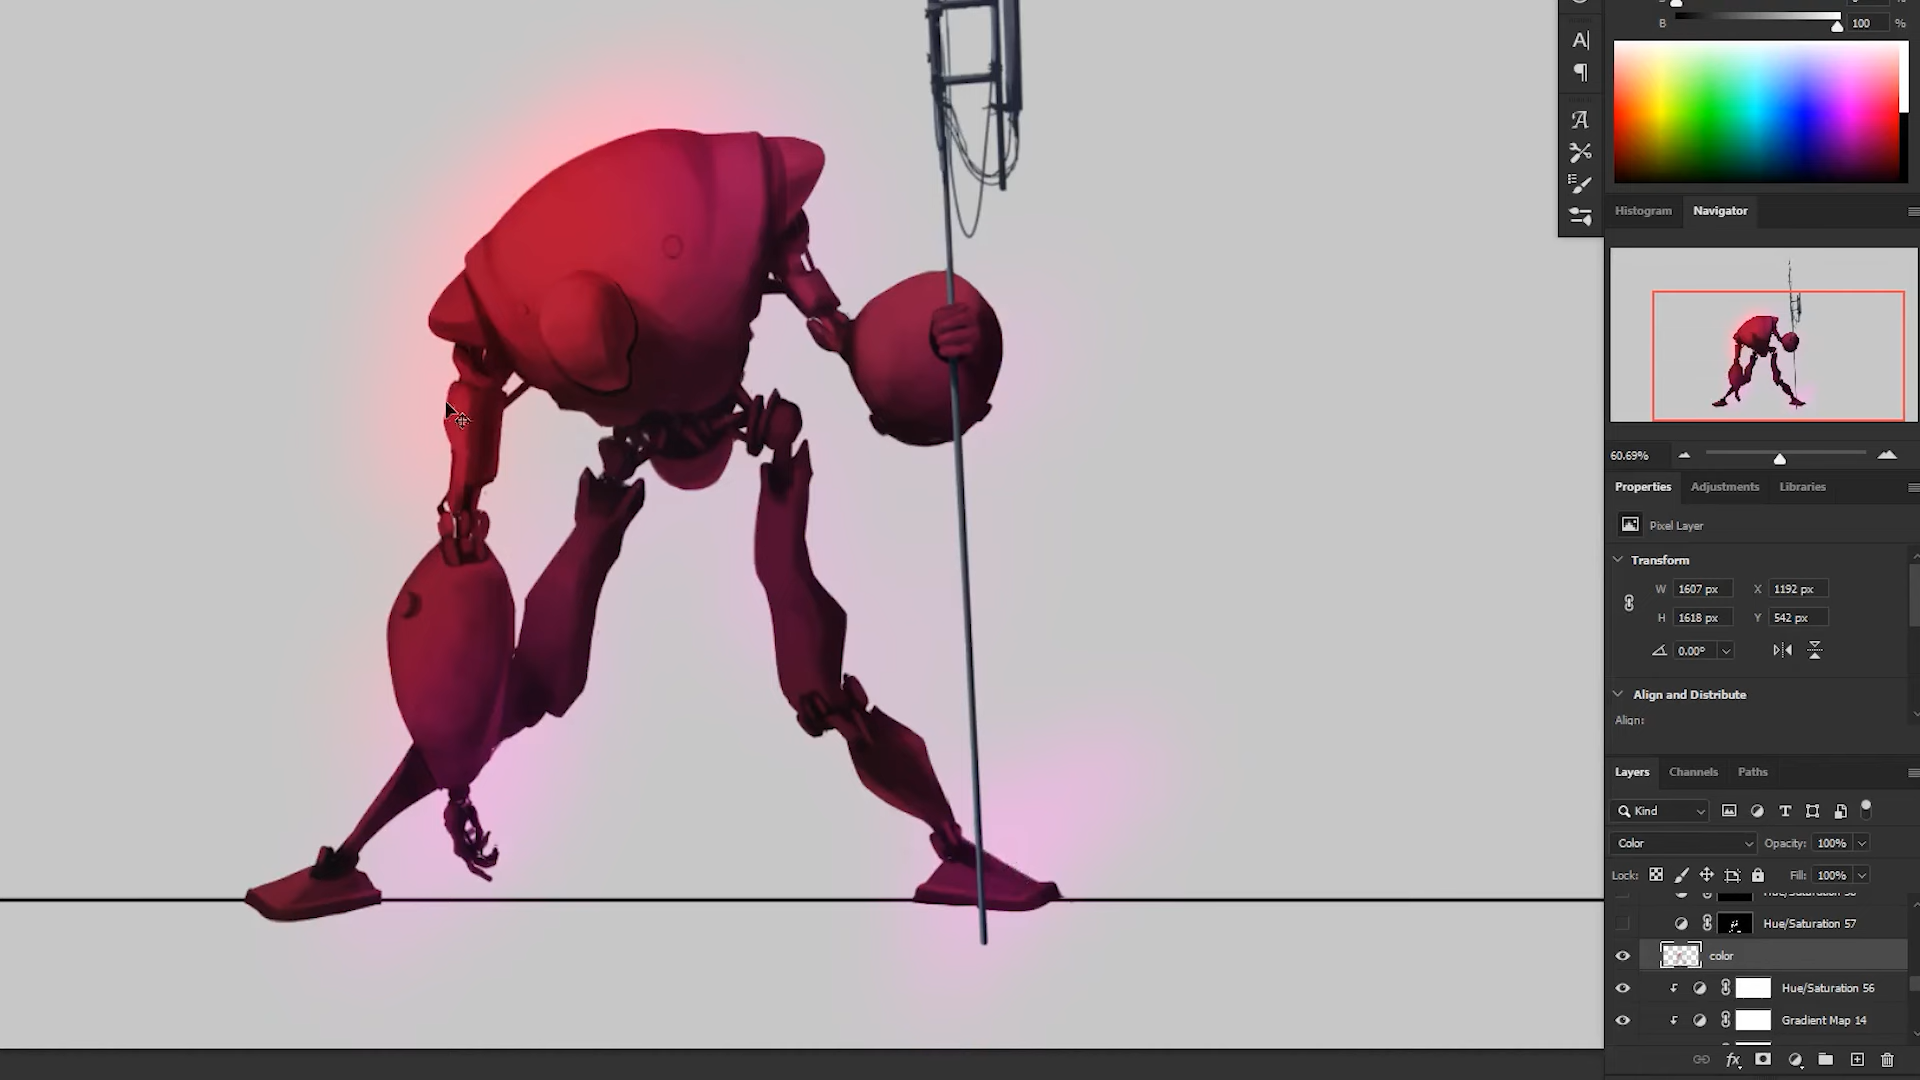 B 100 %
Histogram Navigator
60.69%
Properties Adjustments Libraries
Pixel Layer
Transform
W 1607 px X 1192 px
H 1618 px Y 542 px
0.00°
Align and Distribute
Align:
Layers Channels Paths
Kind
Color Opacity: 100%
Lock: Fill: 100%
Hue/Saturation 57
color
Hue/Saturation 56
Gradient Map 14
fx